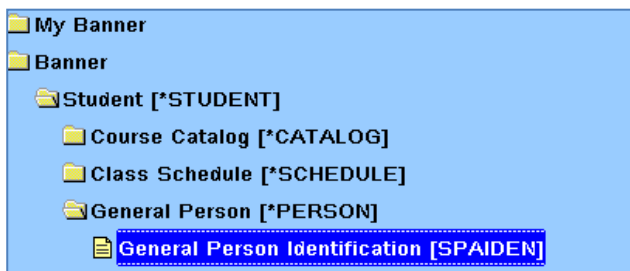 My Banner
Banner
Student [*STUDENT]
Course Catalog [*CATALOG]
Class Schedule [*SCHEDULE]
General Person [*PERSON]
General Person Identification [SPAIDEN]